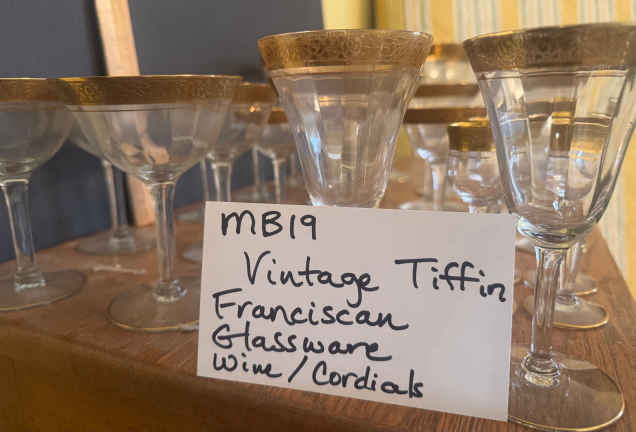 MB19
Vintage Tiffin
Franciscan
Glassware
Wine/Cordials